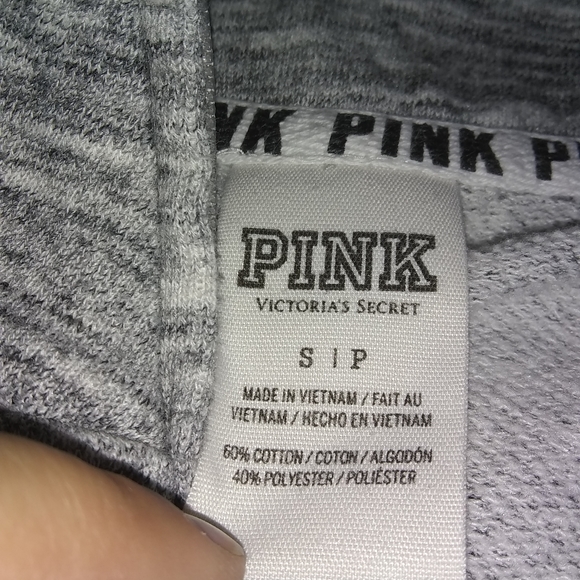 PINK
PINK
VICTORIA'S SECRET
S | P
MADE IN VIETNAM / FAIT AU
VIETNAM / HECHO EN VIETNAM
60% COTTON / COTON / ALGODÓN
40% POLYESTER / POLIÉSTER